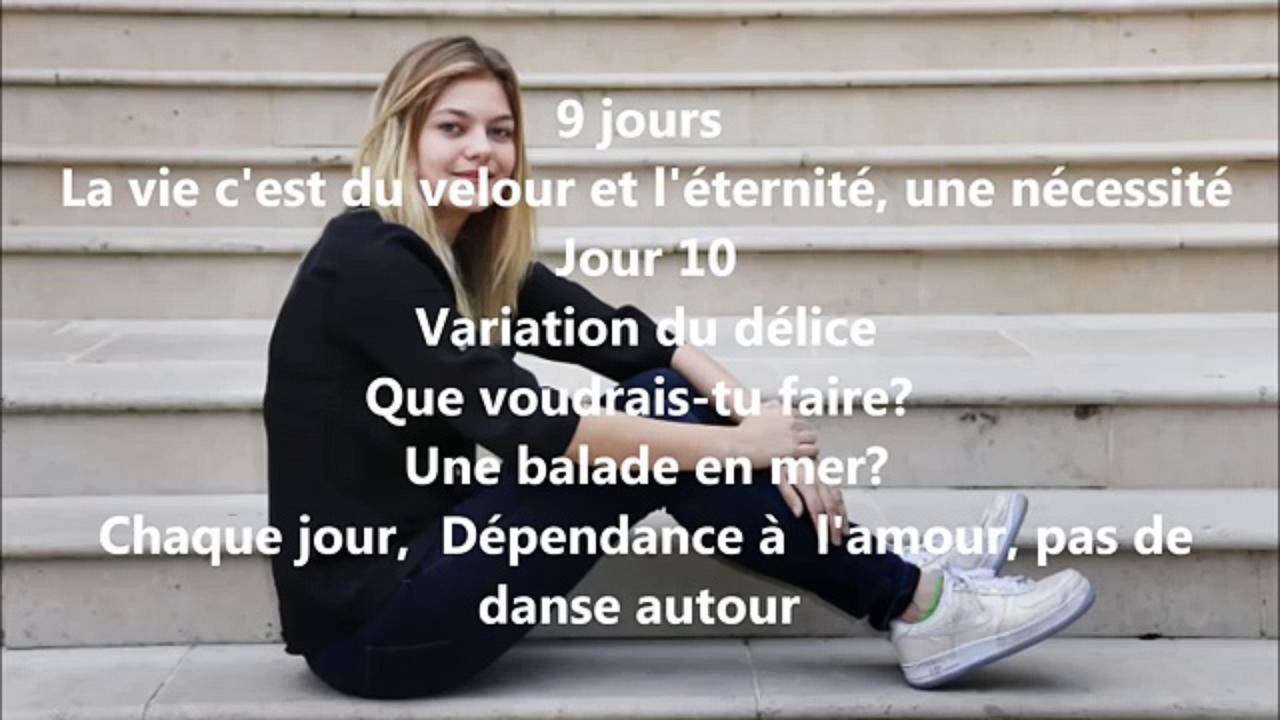 9 jours
La vie c'est du velour et l'éternité, une nécessité
Jour 10
Variation du délice
Que voudrais-tu faire?
Une balade en mer?
Chaque jour,  Dépendance à  l'amour, pas de
danse autour